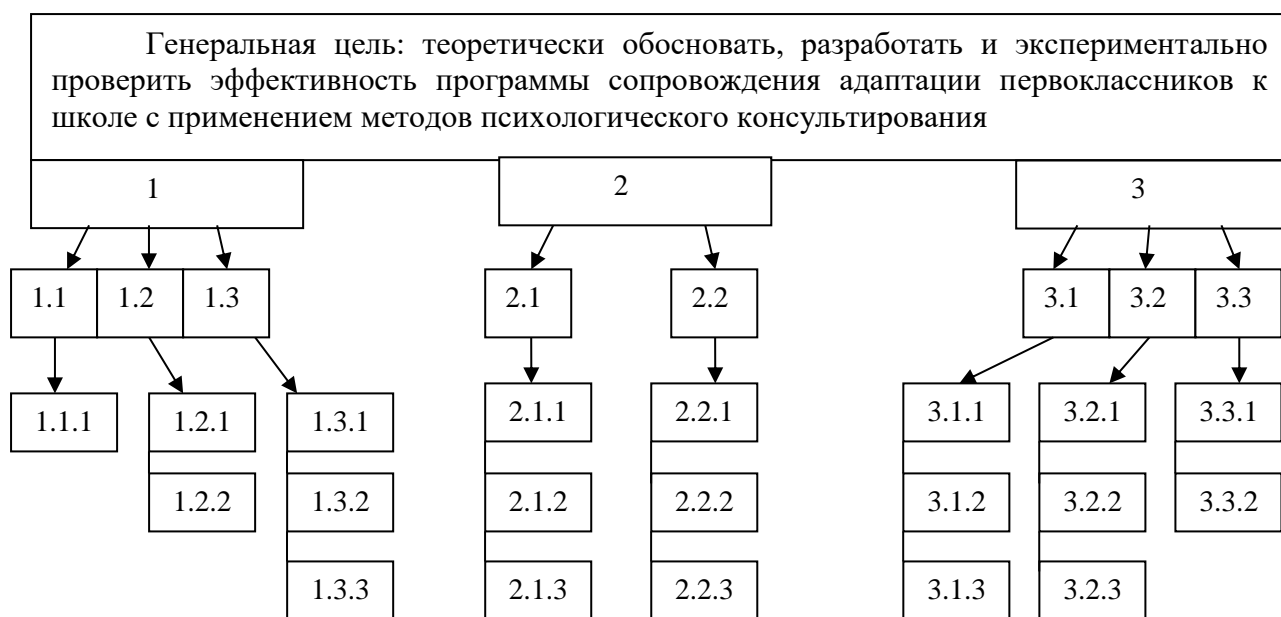 Генеральная цель: теоретически обосновать, разработать и экспериментально
проверить эффективность программы сопровождения адаптации первоклассников к
школе с применением методов психологического консультирования
1 2 3
1.1 1.2 1.3 2.1 2.2 3.1 3.2 3.3
1.1.1 1.2.1 1.3.1 2.1.1 2.2.1 3.1.1 3.2.1 3.3.1
1.2.2 1.3.2 2.1.2 2.2.2 3.1.2 3.2.2 3.3.2
1.3.3 2.1.3 2.2.3 3.1.3 3.2.3